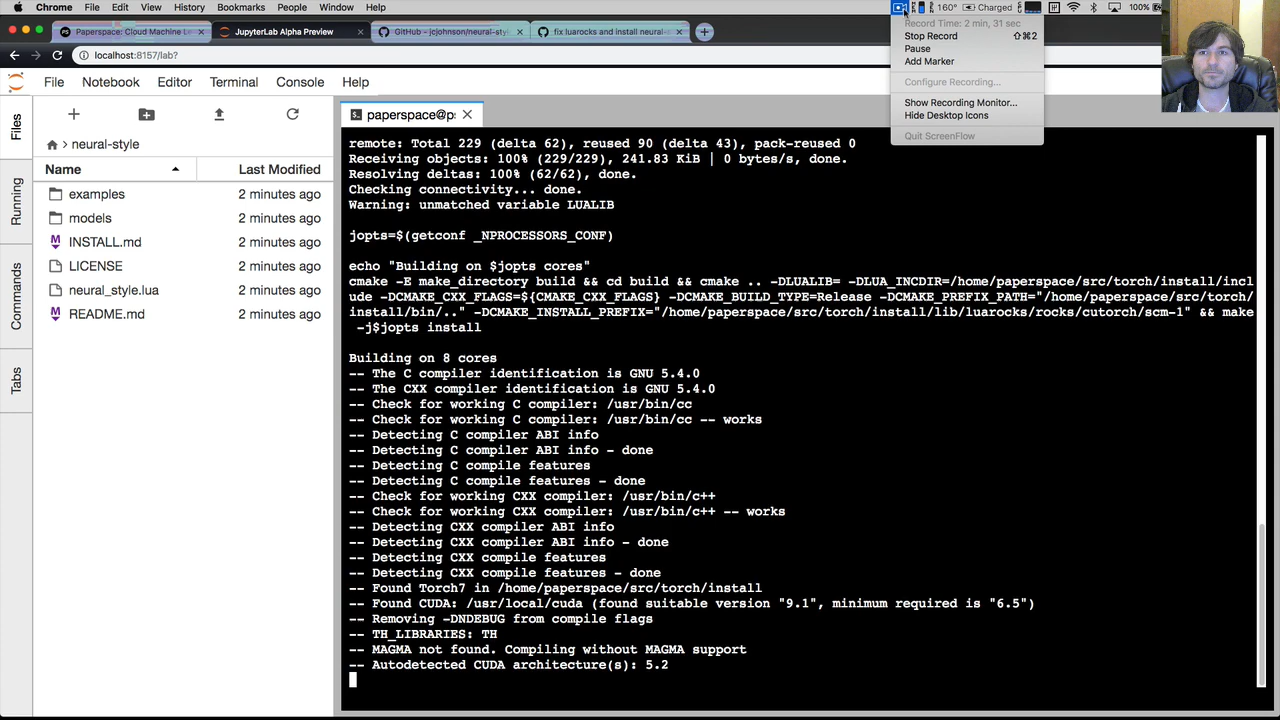 Chrome File Edit View History Bookmarks People Window Help
160° Charged 100%
Record Time: 2 min, 31 sec
Stop Record ⇧⌘2
Pause
Add Marker
Configure Recording...
Show Recording Monitor...
Hide Desktop Icons
Quit ScreenFlow
Paperspace: Cloud Machine Le
JupyterLab Alpha Preview
GitHub - jcjohnson/neural-sty
fix luarocks and install neural-
localhost:8157/lab?
File Notebook Editor Terminal Console Help
Files
Running
Commands
Tabs
neural-style
Name Last Modified
examples 2 minutes ago
models 2 minutes ago
INSTALL.md 2 minutes ago
LICENSE 2 minutes ago
neural_style.lua 2 minutes ago
README.md 2 minutes ago
paperspace@p
remote: Total 229 (delta 62), reused 90 (delta 43), pack-reused 0
Receiving objects: 100% (229/229), 241.83 KiB | 0 bytes/s, done.
Resolving deltas: 100% (62/62), done.
Checking connectivity... done.
Warning: unmatched variable LUALIB
jopts=$(getconf _NPROCESSORS_CONF)
echo "Building on $jopts cores"
cmake -E make_directory build && cd build && cmake .. -DLUALIB= -DLUA_INCDIR=/home/paperspace/src/torch/install/incl
ude -DCMAKE_CXX_FLAGS=${CMAKE_CXX_FLAGS} -DCMAKE_BUILD_TYPE=Release -DCMAKE_PREFIX_PATH="/home/paperspace/src/torch/
install/bin/.." -DCMAKE_INSTALL_PREFIX="/home/paperspace/src/torch/install/lib/luarocks/rocks/cutorch/scm-1" && make
-j$jopts install
Building on 8 cores
-- The C compiler identification is GNU 5.4.0
-- The CXX compiler identification is GNU 5.4.0
-- Check for working C compiler: /usr/bin/cc
-- Check for working C compiler: /usr/bin/cc -- works
-- Detecting C compiler ABI info
-- Detecting C compiler ABI info - done
-- Detecting C compile features
-- Detecting C compile features - done
-- Check for working CXX compiler: /usr/bin/c++
-- Check for working CXX compiler: /usr/bin/c++ -- works
-- Detecting CXX compiler ABI info
-- Detecting CXX compiler ABI info - done
-- Detecting CXX compile features
-- Detecting CXX compile features - done
-- Found Torch7 in /home/paperspace/src/torch/install
-- Found CUDA: /usr/local/cuda (found suitable version "9.1", minimum required is "6.5")
-- Removing -DNDEBUG from compile flags
-- TH_LIBRARIES: TH
-- MAGMA not found. Compiling without MAGMA support
-- Autodetected CUDA architecture(s): 5.2